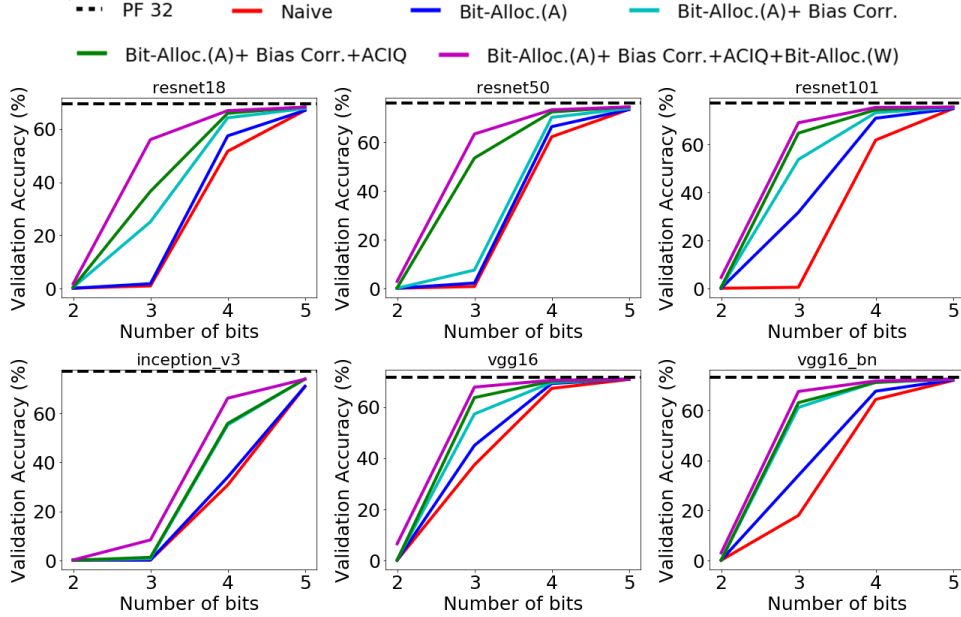 PF 32 Naive Bit-Alloc.(A) Bit-Alloc.(A)+ Bias Corr.
Bit-Alloc.(A)+ Bias Corr.+ACIQ Bit-Alloc.(A)+ Bias Corr.+ACIQ+Bit-Alloc.(W)
resnet18
Validation Accuracy (%)
60
40
20
0
2 3 4 5
Number of bits
resnet50
Validation Accuracy (%)
60
40
20
0
2 3 4 5
Number of bits
resnet101
Validation Accuracy (%)
60
40
20
0
2 3 4 5
Number of bits
inception_v3
Validation Accuracy (%)
60
40
20
0
2 3 4 5
Number of bits
vgg16
Validation Accuracy (%)
60
40
20
0
2 3 4 5
Number of bits
vgg16_bn
Validation Accuracy (%)
60
40
20
0
2 3 4 5
Number of bits